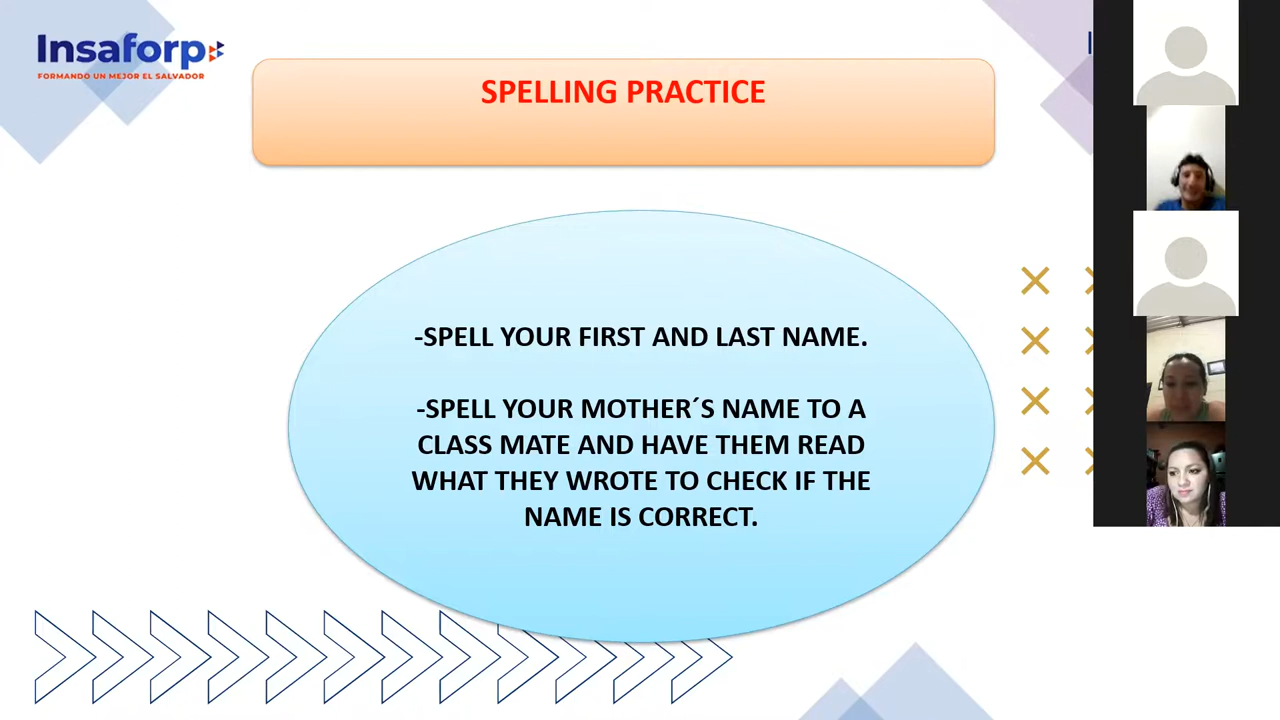 Insaforp
FORMANDO UN MEJOR EL SALVADOR
SPELLING PRACTICE
-SPELL YOUR FIRST AND LAST NAME.
-SPELL YOUR MOTHER´S NAME TO A
CLASS MATE AND HAVE THEM READ
WHAT THEY WROTE TO CHECK IF THE
NAME IS CORRECT.